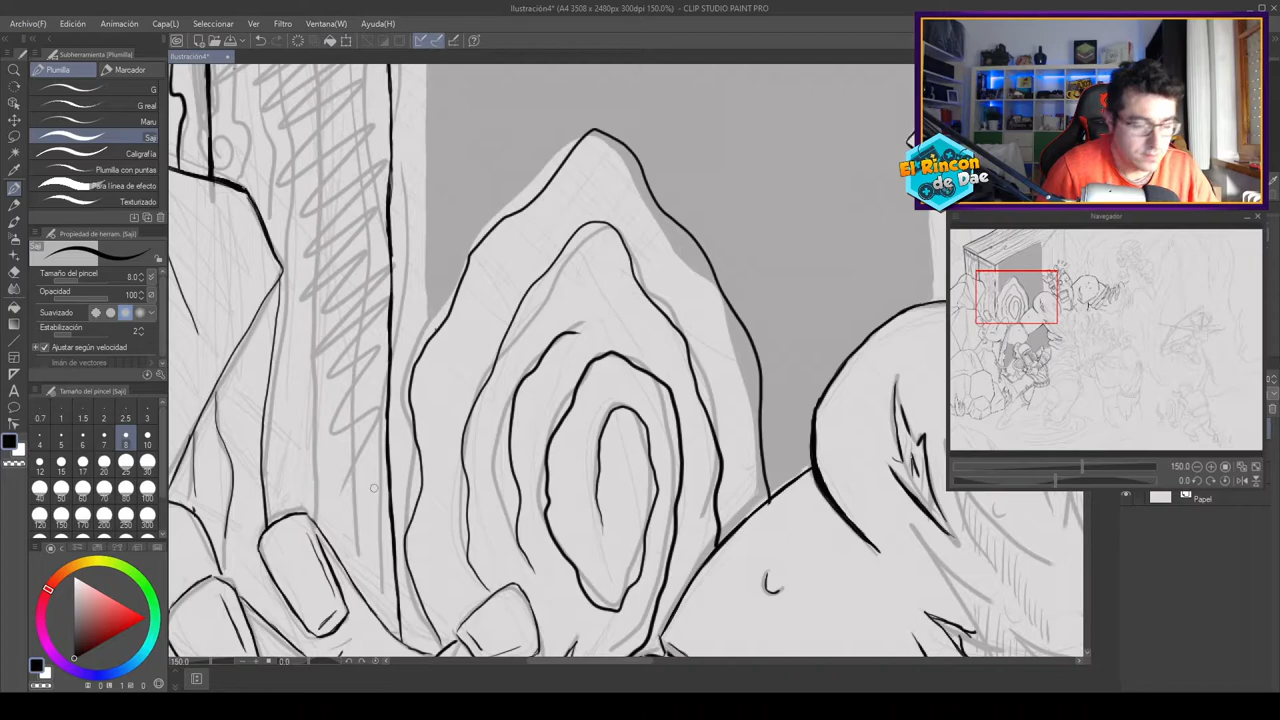 Ilustración4* (A4 3508 x 2480px 300dpi 150.0%) - CLIP STUDIO PAINT PRO
Archivo(F) Edición Animación Capa(L) Seleccionar Ver Filtro Ventana(W) Ayuda(H)
Subherramienta [Plumilla]
Ilustración4*
Plumilla Marcador
G
G real
Maru
Saji
Caligrafía
Plumilla con puntas
Para línea de efecto
Texturizado
Propiedad de herram. [Saji]
Saji
Tamaño del pincel 8.0
Opacidad 100
Suavizado
Estabilización 2
Ajustar según velocidad
Imán de vectores
Tamaño del pincel [Saji]
0.7 1 1.5 2 2.5 3
4 5 6 7 8 10
12 15 17 20 25 30
40 50 60 70 80 100
120 150 170 200 250 300
El Rincón
de Dae
Navegador
150.0
0.0
Papel
150.0 0.0
0 0 1 0